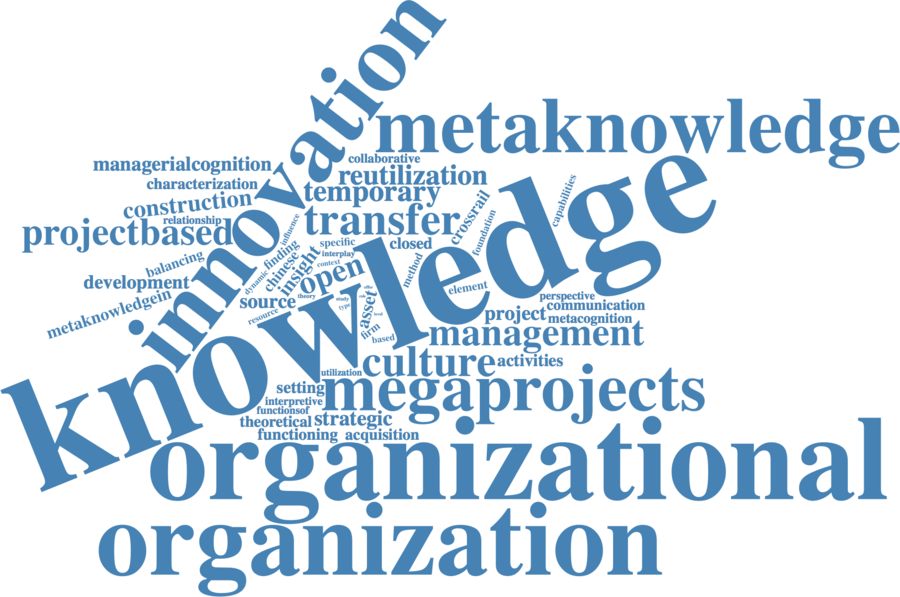 innovation
metaknowledge
managerialcognition
collaborative
reutilization
characterization
temporary
construction
relationship
transfer
crossrail
foundation
capabilities
knowledge
projectbased
influence
specific
closed
interplay
finding
chinese
insight
context
dynamic
balancing
development
open
method
element
metaknowledgein
source
theory
study
type
resource
asset
firm
based
perspective
communication
project
metacognition
management
culture
activities
utilization
setting
megaprojects
interpretive
functionsof
theoretical
strategic
functioning
acquisition
organizational
organization